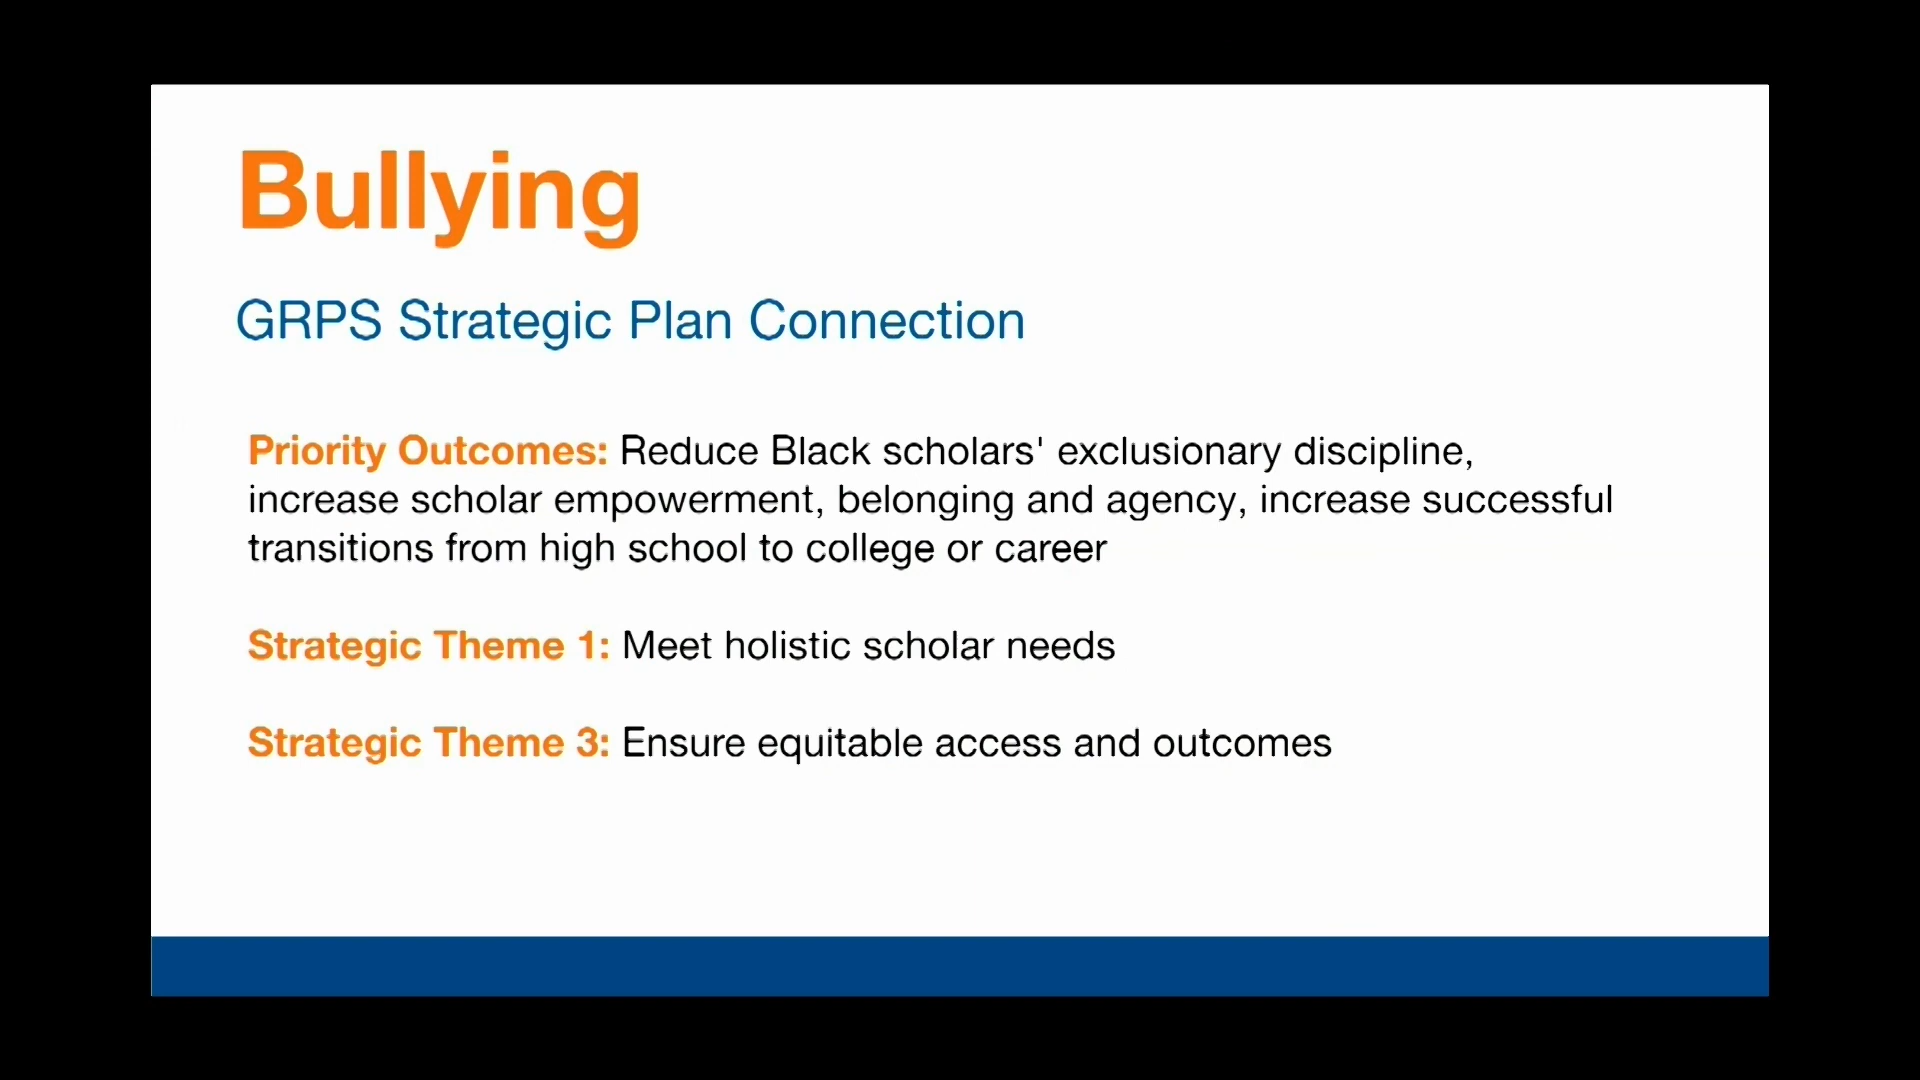 Bullying
GRPS Strategic Plan Connection
Priority Outcomes: Reduce Black scholars' exclusionary discipline,
increase scholar empowerment, belonging and agency, increase successful
transitions from high school to college or career
Strategic Theme 1: Meet holistic scholar needs
Strategic Theme 3: Ensure equitable access and outcomes